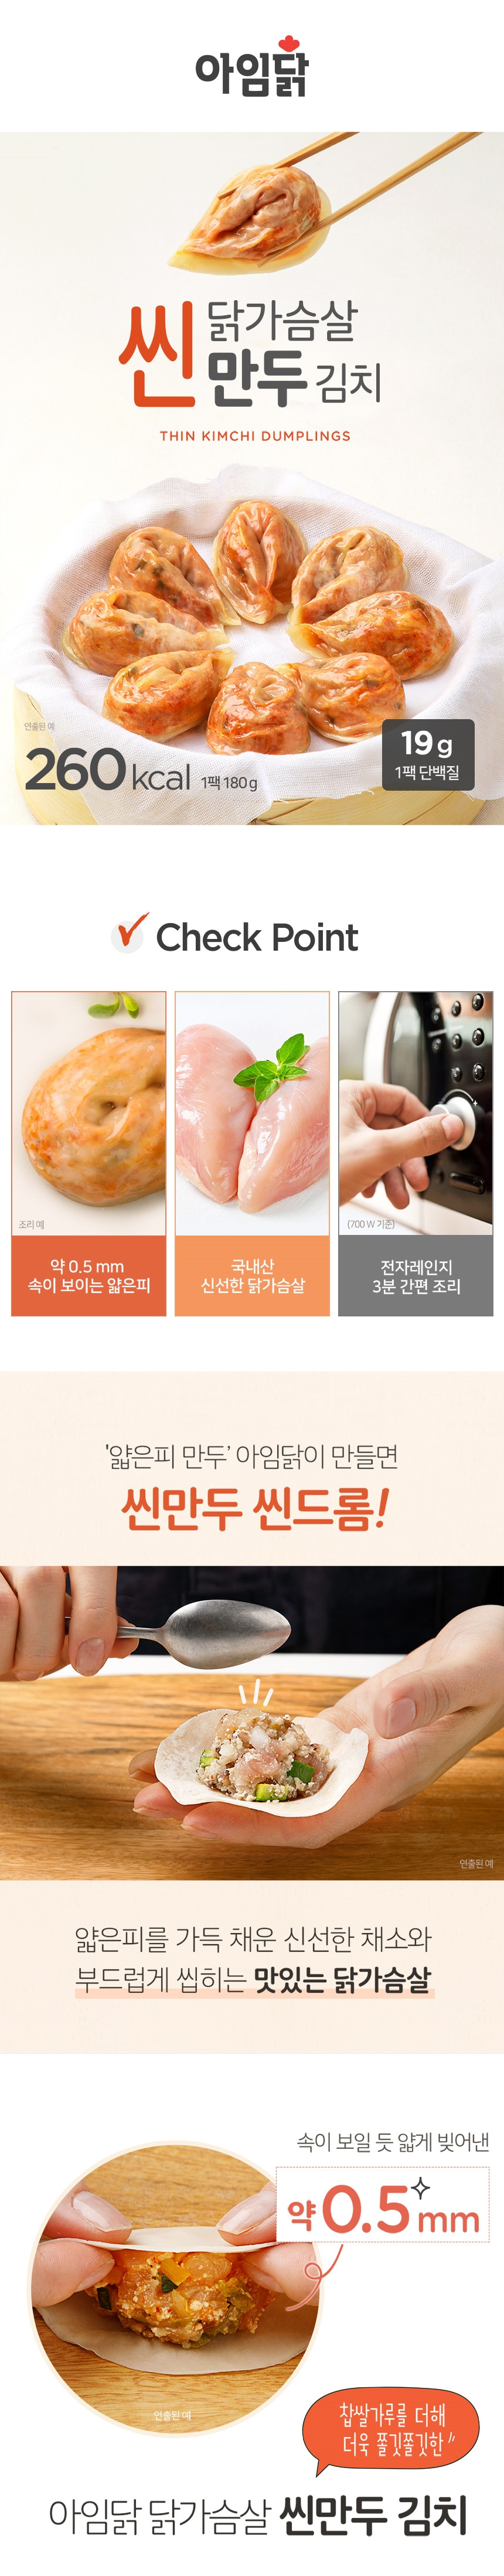 아임닭
씬 닭가슴살
만두 김치
THIN KIMCHI DUMPLINGS
연출된 예
260 kcal 1팩 180 g
19 g
1팩 단백질
Check Point
조리 예
약 0.5 mm
속이 보이는 얇은피
국내산
신선한 닭가슴살
(700 W 기준)
전자레인지
3분 간편 조리
'얇은피 만두' 아임닭이 만들면
씬만두 씬드롬!
연출된 예
얇은피를 가득 채운 신선한 채소와
부드럽게 씹히는 맛있는 닭가슴살
속이 보일 듯 얇게 빚어낸
약 0.5 mm
연출된 예
찹쌀가루를 더해
더욱 쫄깃쫄깃한
아임닭 닭가슴살 씬만두 김치